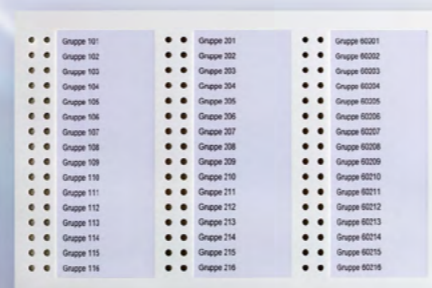 Gruppe 101
Gruppe 102
Gruppe 103
Gruppe 104
Gruppe 105
Gruppe 106
Gruppe 107
Gruppe 108
Gruppe 109
Gruppe 110
Gruppe 111
Gruppe 112
Gruppe 113
Gruppe 114
Gruppe 115
Gruppe 116
Gruppe 201
Gruppe 202
Gruppe 203
Gruppe 204
Gruppe 205
Gruppe 206
Gruppe 207
Gruppe 208
Gruppe 209
Gruppe 210
Gruppe 211
Gruppe 212
Gruppe 213
Gruppe 214
Gruppe 215
Gruppe 216
Gruppe 60201
Gruppe 60202
Gruppe 60203
Gruppe 60204
Gruppe 60205
Gruppe 60206
Gruppe 60207
Gruppe 60208
Gruppe 60209
Gruppe 60210
Gruppe 60211
Gruppe 60212
Gruppe 60213
Gruppe 60214
Gruppe 60215
Gruppe 60216